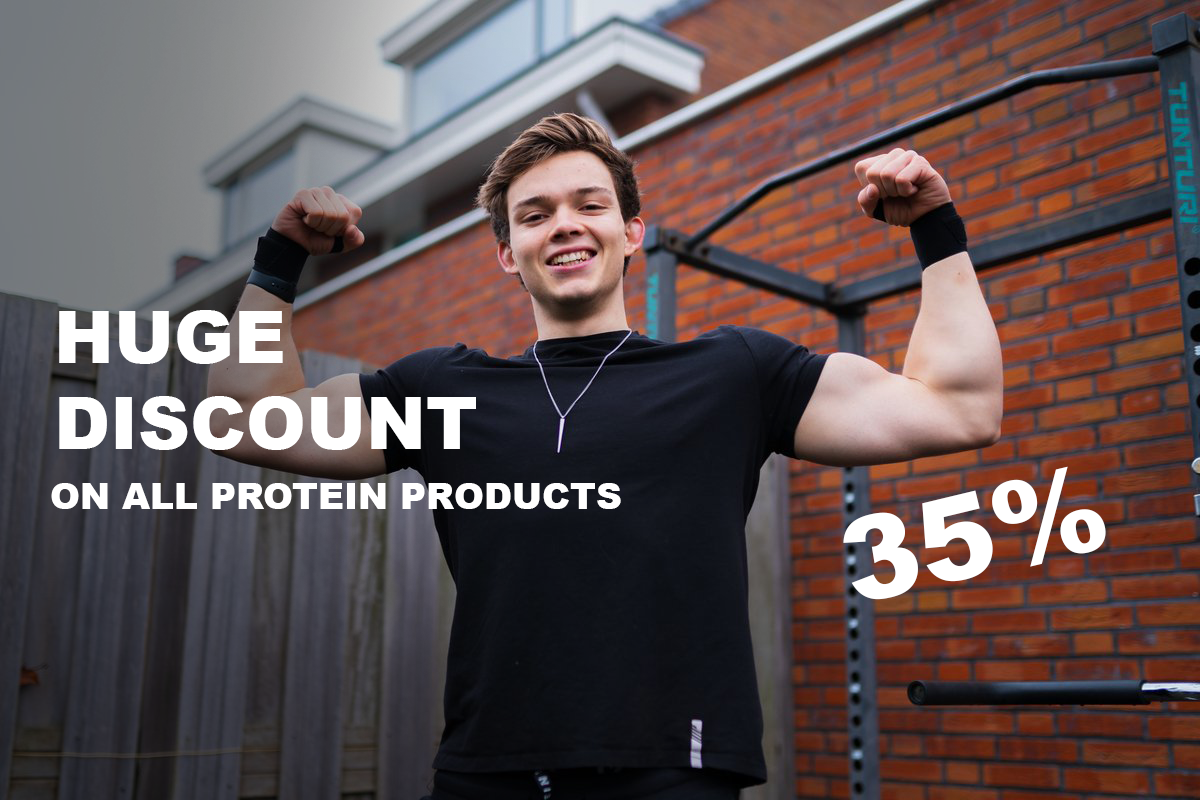 HUGE
DISCOUNT
ON ALL PROTEIN PRODUCTS
35%
TUNTURI